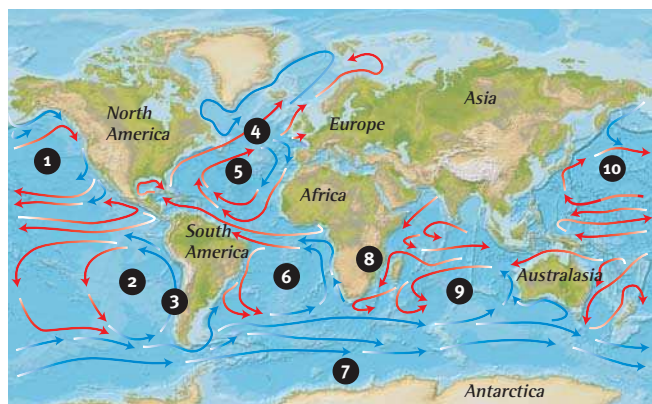 North
America
Europe
Asia
Africa
South
America
Australasia
Antarctica
1
2
3
4
5
6
7
8
9
10